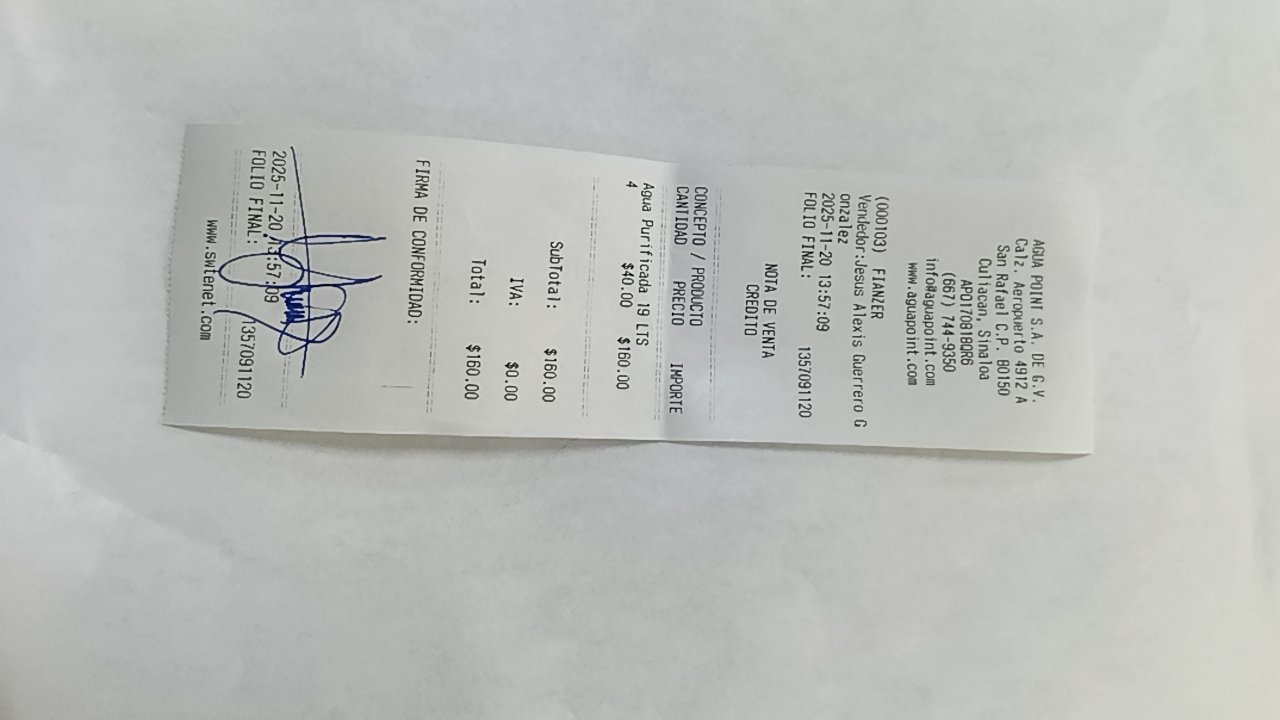 AGUA POINT S.A. DE G.V.
Calz. Aeropuerto 4912 A
San Rafael C.P. 80150
Culiacan, Sinaloa
APO170818QR6
(667) 744-9350
info@aguapoint.com
www.aguapoint.com
(000103) FIANZER
Vendedor:Jesus Alexis Guerrero G
onzalez
2025-11-20 13:57:09
FOLIO FINAL: 1357091120
NOTA DE VENTA
CREDITO
CONCEPTO / PRODUCTO
CANTIDAD PRECIO IMPORTE
Agua Purificada 19 LTS
4 $40.00 $160.00
SubTotal: $160.00
IVA: $0.00
Total: $160.00
FIRMA DE CONFORMIDAD:
2025-11-20 13:57:09
FOLIO FINAL: 1357091120
www.swtenet.com